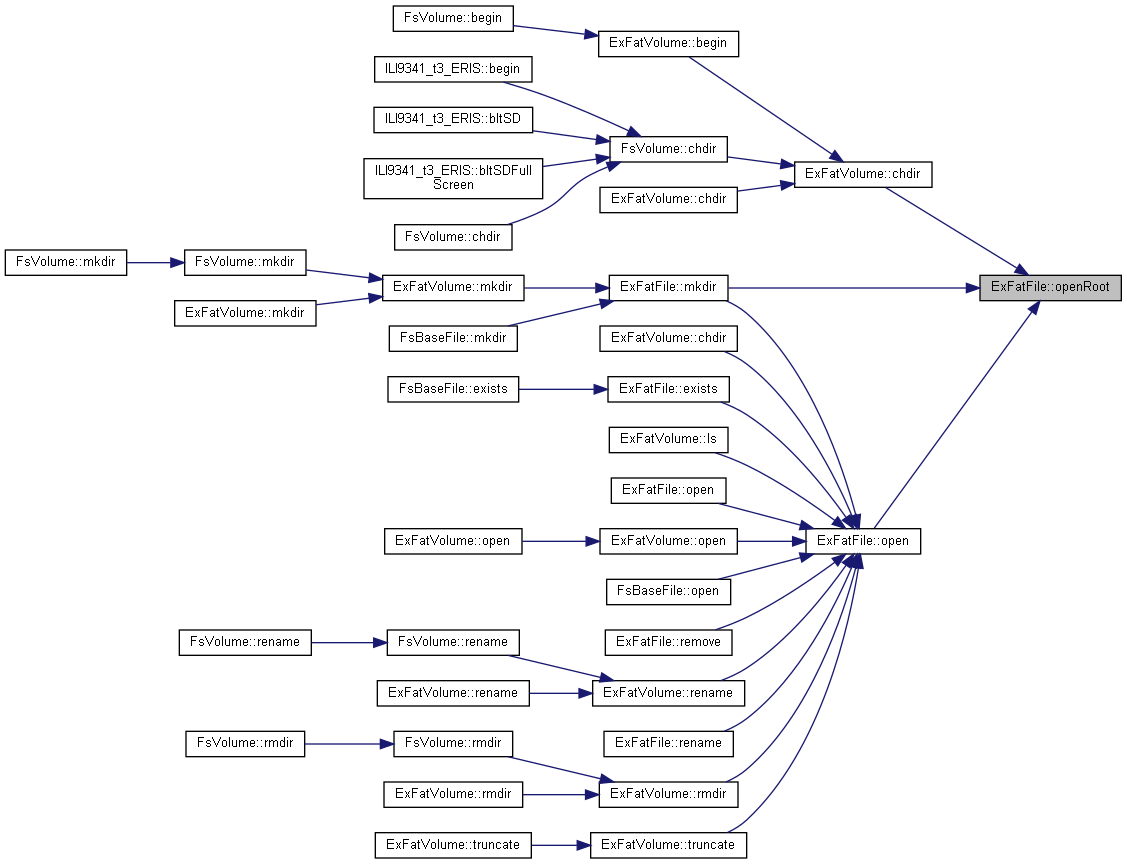 FsVolume::begin
ExFatVolume::begin
ILI9341_t3_ERIS::begin
ILI9341_t3_ERIS::bltSD
FsVolume::chdir
ILI9341_t3_ERIS::bltSDFull
Screen
ExFatVolume::chdir
ExFatVolume::chdir
FsVolume::chdir
FsVolume::mkdir
FsVolume::mkdir
ExFatVolume::mkdir
ExFatFile::mkdir
ExFatFile::openRoot
ExFatVolume::mkdir
FsBaseFile::mkdir
ExFatVolume::chdir
FsBaseFile::exists
ExFatFile::exists
ExFatVolume::ls
ExFatFile::open
ExFatVolume::open
ExFatVolume::open
ExFatFile::open
FsBaseFile::open
FsVolume::rename
FsVolume::rename
ExFatFile::remove
ExFatVolume::rename
ExFatVolume::rename
FsVolume::rmdir
FsVolume::rmdir
ExFatFile::rename
ExFatVolume::rmdir
ExFatVolume::rmdir
ExFatVolume::truncate
ExFatVolume::truncate